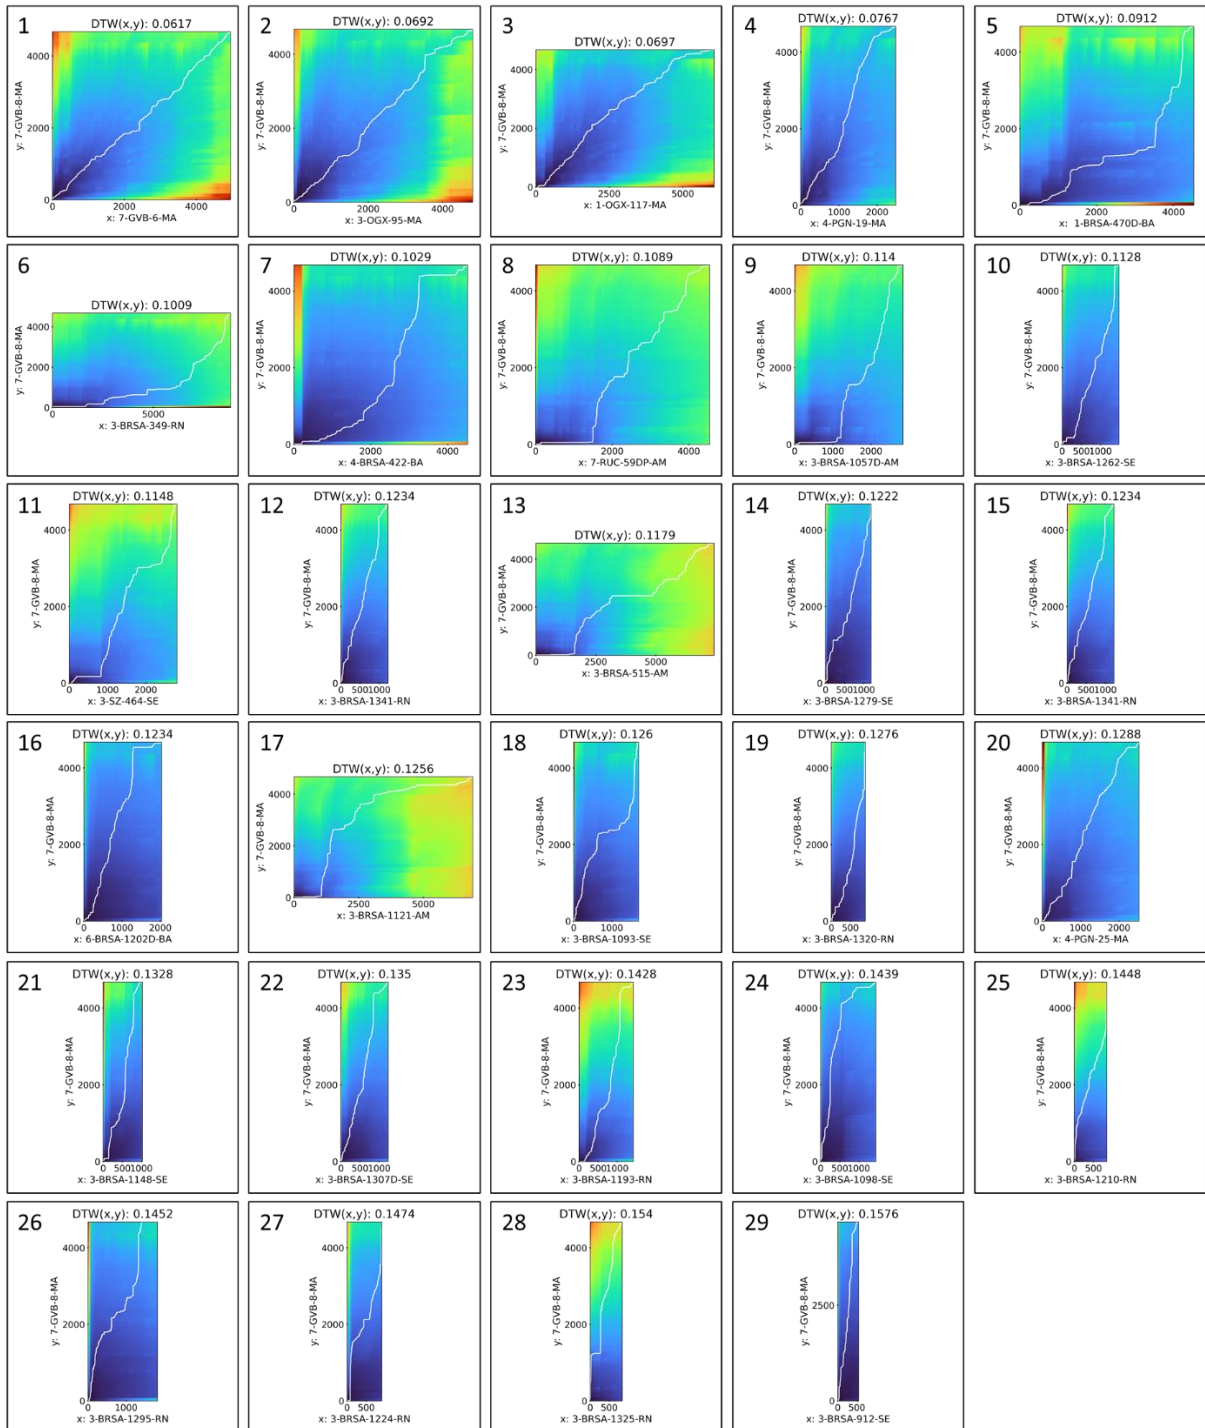 1
DTW(x,y): 0.0617
y: 7-GVB-8-MA
4000
2000
0
0 2000 4000
x: 7-GVB-6-MA
2
DTW(x,y): 0.0692
y: 7-GVB-8-MA
4000
2000
0
0 2000 4000
x: 3-OGX-95-MA
3
DTW(x,y): 0.0697
y: 7-GVB-8-MA
4000
2000
0
0 2500 5000
x: 1-OGX-117-MA
4
DTW(x,y): 0.0767
y: 7-GVB-8-MA
4000
2000
0
0 1000 2000
x: 4-PGN-19-MA
5
DTW(x,y): 0.0912
y: 7-GVB-8-MA
4000
2000
0
0 2000 4000
x: 1-BRSA-470D-BA
6
DTW(x,y): 0.1009
y: 7-GVB-8-MA
4000
2000
0
0 5000
x: 3-BRSA-349-RN
7
DTW(x,y): 0.1029
y: 7-GVB-8-MA
4000
2000
0
0 2000 4000
x: 4-BRSA-422-BA
8
DTW(x,y): 0.1089
y: 7-GVB-8-MA
4000
2000
0
0 2000 4000
x: 7-RUC-59DP-AM
9
DTW(x,y): 0.114
y: 7-GVB-8-MA
4000
2000
0
0 1000 2000
x: 3-BRSA-1057D-AM
10
DTW(x,y): 0.1128
y: 7-GVB-8-MA
4000
2000
0
0 5001000
x: 3-BRSA-1262-SE
11
DTW(x,y): 0.1148
y: 7-GVB-8-MA
4000
2000
0
0 1000 2000
x: 3-SZ-464-SE
12
DTW(x,y): 0.1234
y: 7-GVB-8-MA
4000
2000
0
0 5001000
x: 3-BRSA-1341-RN
13
DTW(x,y): 0.1179
y: 7-GVB-8-MA
4000
2000
0
0 2500 5000
x: 3-BRSA-515-AM
14
DTW(x,y): 0.1222
y: 7-GVB-8-MA
4000
2000
0
0 5001000
x: 3-BRSA-1279-SE
15
DTW(x,y): 0.1234
y: 7-GVB-8-MA
4000
2000
0
0 5001000
x: 3-BRSA-1341-RN
16
DTW(x,y): 0.1234
y: 7-GVB-8-MA
4000
2000
0
0 1000 2000
x: 6-BRSA-1202D-BA
17
DTW(x,y): 0.1256
y: 7-GVB-8-MA
4000
2000
0
0 2500 5000
x: 3-BRSA-1121-AM
18
DTW(x,y): 0.126
y: 7-GVB-8-MA
4000
2000
0
0 5001000
x: 3-BRSA-1093-SE
19
DTW(x,y): 0.1276
y: 7-GVB-8-MA
4000
2000
0
0 500
x: 3-BRSA-1320-RN
20
DTW(x,y): 0.1288
y: 7-GVB-8-MA
4000
2000
0
0 1000 2000
x: 4-PGN-25-MA
21
DTW(x,y): 0.1328
y: 7-GVB-8-MA
4000
2000
0
0 5001000
x: 3-BRSA-1148-SE
22
DTW(x,y): 0.135
y: 7-GVB-8-MA
4000
2000
0
0 5001000
x: 3-BRSA-1307D-SE
23
DTW(x,y): 0.1428
y: 7-GVB-8-MA
4000
2000
0
0 5001000
x: 3-BRSA-1193-RN
24
DTW(x,y): 0.1439
y: 7-GVB-8-MA
4000
2000
0
0 5001000
x: 3-BRSA-1098-SE
25
DTW(x,y): 0.1448
y: 7-GVB-8-MA
4000
2000
0
0 500
x: 3-BRSA-1210-RN
26
DTW(x,y): 0.1452
y: 7-GVB-8-MA
4000
2000
0
0 1000
x: 3-BRSA-1295-RN
27
DTW(x,y): 0.1474
y: 7-GVB-8-MA
4000
2000
0
0 500
x: 3-BRSA-1224-RN
28
DTW(x,y): 0.154
y: 7-GVB-8-MA
4000
2000
0
0 500
x: 3-BRSA-1325-RN
29
DTW(x,y): 0.1576
y: 7-GVB-8-MA
2500
0
0 500
x: 3-BRSA-912-SE